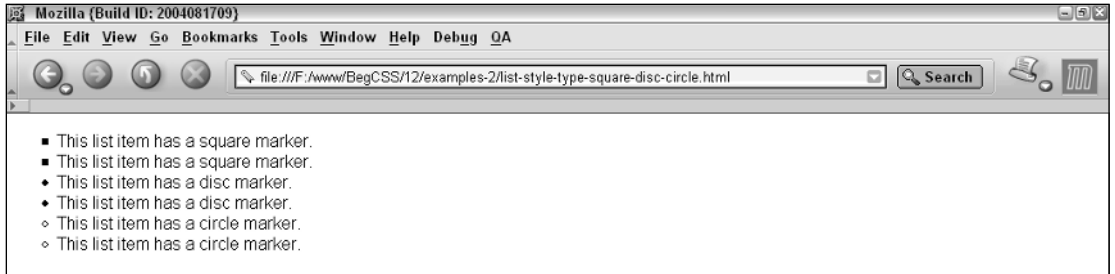 Mozilla {Build ID: 2004081709}
File Edit View Go Bookmarks Tools Window Help Debug QA
file:///F:/www/BegCSS/12/examples-2/list-style-type-square-disc-circle.html Search
This list item has a square marker.
This list item has a square marker.
This list item has a disc marker.
This list item has a disc marker.
This list item has a circle marker.
This list item has a circle marker.